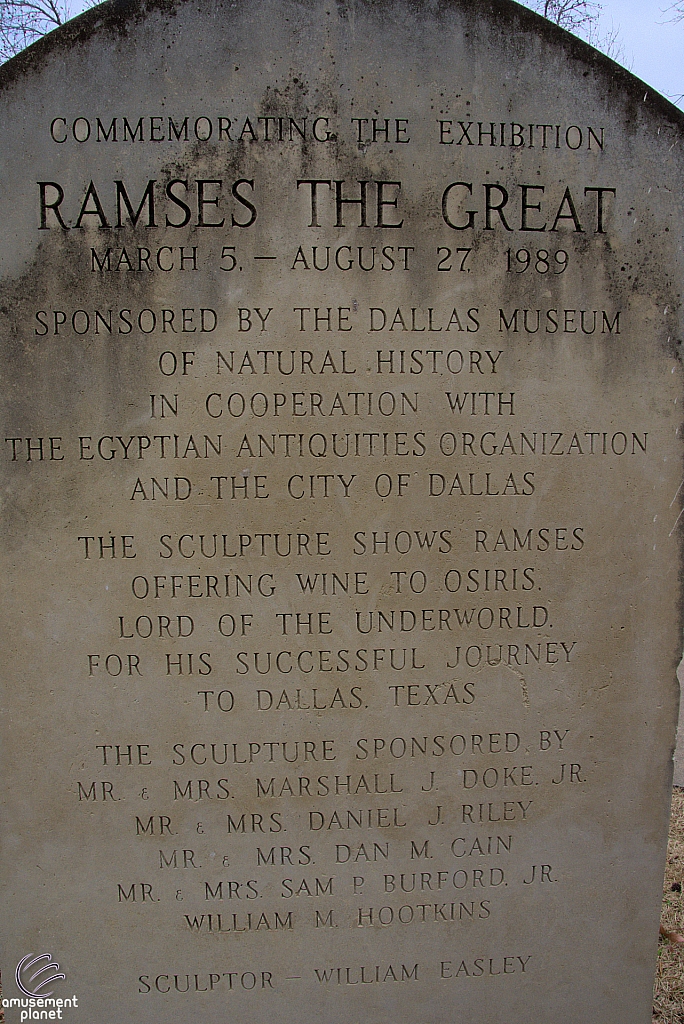 COMMEMORATING THE EXHIBITION
RAMSES THE GREAT
MARCH 5, – AUGUST 27, 1989
SPONSORED BY THE DALLAS MUSEUM
OF NATURAL HISTORY
IN COOPERATION WITH
THE EGYPTIAN ANTIQUITIES ORGANIZATION
AND THE CITY OF DALLAS
THE SCULPTURE SHOWS RAMSES
OFFERING WINE TO OSIRIS,
LORD OF THE UNDERWORLD,
FOR HIS SUCCESSFUL JOURNEY
TO DALLAS, TEXAS
THE SCULPTURE SPONSORED BY
MR. & MRS. MARSHALL J. DOKE, JR.
MR. & MRS. DANIEL J. RILEY
MR. & MRS. DAN M. CAIN
MR. & MRS. SAM P. BURFORD, JR.
WILLIAM M. HOOTKINS
SCULPTOR – WILLIAM EASLEY
amusement
planet